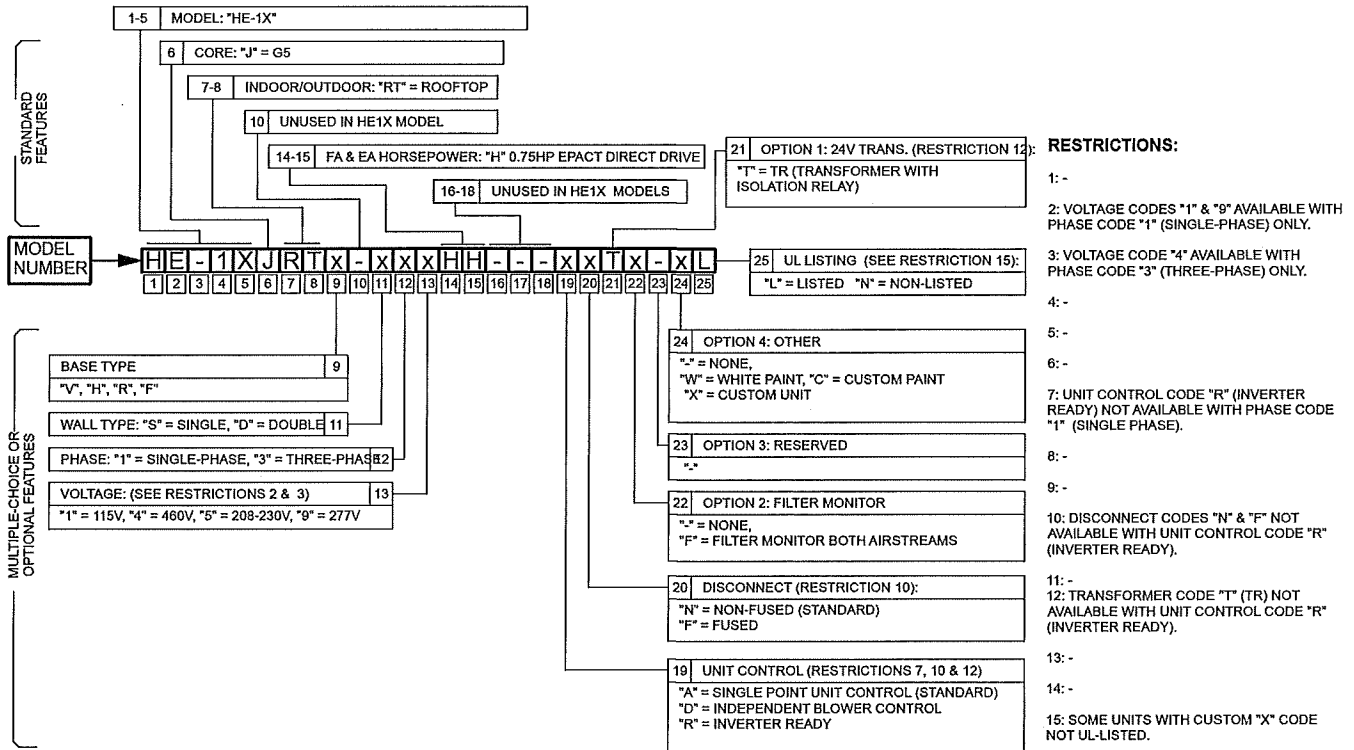 1-5 MODEL: "HE-1X"
6 CORE: "J" = G5
7-8 INDOOR/OUTDOOR: "RT" = ROOFTOP
10 UNUSED IN HE1X MODEL
14-15 FA & EA HORSEPOWER: "H" 0.75HP EPACT DIRECT DRIVE
16-18 UNUSED IN HE1X MODELS
STANDARD
FEATURES
21 OPTION 1: 24V TRANS. (RESTRICTION 12):
"T" = TR (TRANSFORMER WITH
ISOLATION RELAY)
MODEL
NUMBER
H E - 1 X J R T x - x x x H H - - - x x T x - x L
1 2 3 4 5 6 7 8 9 10 11 12 13 14 15 16 17 18 19 20 21 22 23 24 25
25 UL LISTING (SEE RESTRICTION 15):
"L" = LISTED "N" = NON-LISTED
MULTIPLE-CHOICE OR
OPTIONAL FEATURES
BASE TYPE 9
"V", "H", "R", "F"
WALL TYPE: "S" = SINGLE, "D" = DOUBLE 11
PHASE: "1" = SINGLE-PHASE, "3" = THREE-PHASE 12
VOLTAGE: (SEE RESTRICTIONS 2 & 3) 13
"1" = 115V, "4" = 460V, "5" = 208-230V, "9" = 277V
24 OPTION 4: OTHER
"-" = NONE,
"W" = WHITE PAINT, "C" = CUSTOM PAINT
"X" = CUSTOM UNIT
23 OPTION 3: RESERVED
"-"
22 OPTION 2: FILTER MONITOR
"-" = NONE,
"F" = FILTER MONITOR BOTH AIRSTREAMS
20 DISCONNECT (RESTRICTION 10):
"N" = NON-FUSED (STANDARD)
"F" = FUSED
19 UNIT CONTROL (RESTRICTIONS 7, 10 & 12)
"A" = SINGLE POINT UNIT CONTROL (STANDARD)
"D" = INDEPENDENT BLOWER CONTROL
"R" = INVERTER READY
RESTRICTIONS:
1: -
2: VOLTAGE CODES "1" & "9" AVAILABLE WITH
PHASE CODE "1" (SINGLE-PHASE) ONLY.
3: VOLTAGE CODE "4" AVAILABLE WITH
PHASE CODE "3" (THREE-PHASE) ONLY.
4: -
5: -
6: -
7: UNIT CONTROL CODE "R" (INVERTER
READY) NOT AVAILABLE WITH PHASE CODE
"1" (SINGLE PHASE).
8: -
9: -
10: DISCONNECT CODES "N" & "F" NOT
AVAILABLE WITH UNIT CONTROL CODE "R"
(INVERTER READY).
11: -
12: TRANSFORMER CODE "T" (TR) NOT
AVAILABLE WITH UNIT CONTROL CODE "R"
(INVERTER READY).
13: -
14: -
15: SOME UNITS WITH CUSTOM "X" CODE
NOT UL-LISTED.